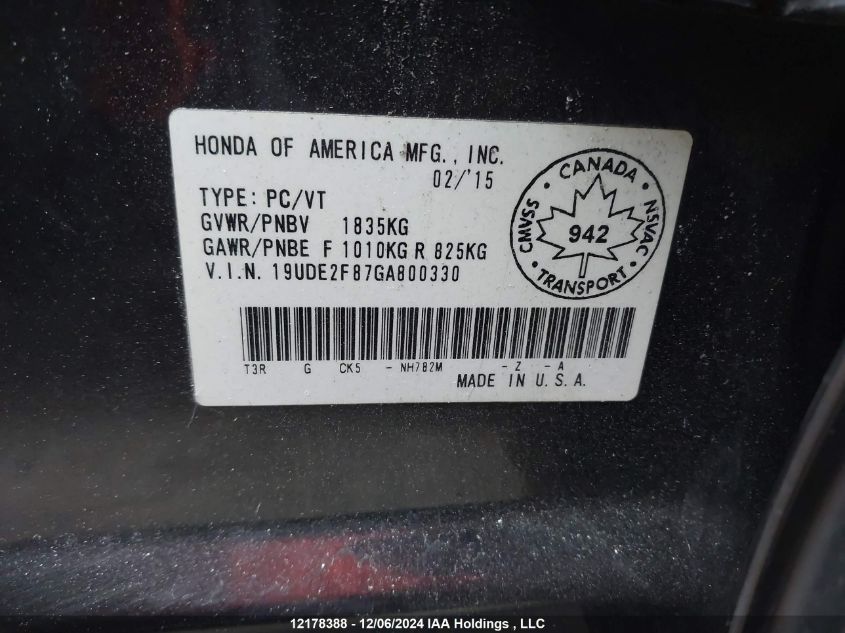 HONDA OF AMERICA MFG., INC.
02/'15
TYPE: PC/VT
GVWR/PNBV 1835KG
GAWR/PNBE F 1010KG R 825KG
V.I.N. 19UDE2F87GA800330
CANADA
CMVSS
942
NSVAC
TRANSPORT
T3R G CK5 - NH782M - Z - A
MADE IN U.S.A.
12178388 - 12/06/2024 IAA Holdings , LLC